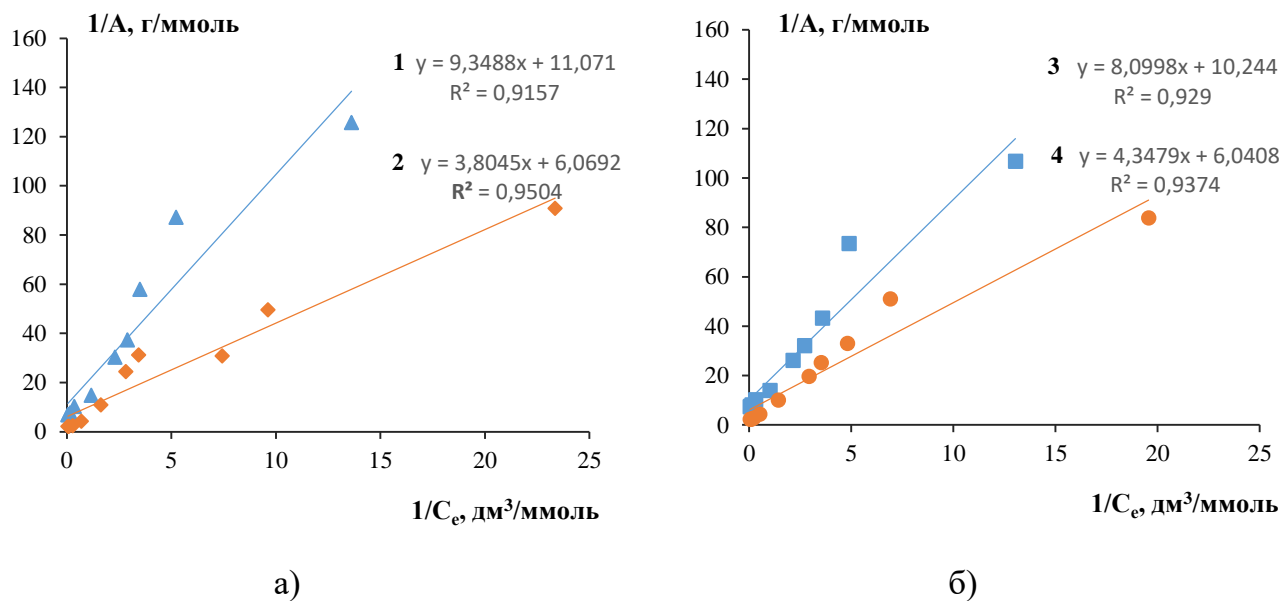 1/A, г/ммоль
160
140
120
100
80
60
40
20
0
0 5 10 15 20 25
1/Cₑ, дм³/ммоль
1 y = 9,3488x + 11,071
R² = 0,9157
2 y = 3,8045x + 6,0692
R² = 0,9504
а)
1/A, г/ммоль
160
140
120
100
80
60
40
20
0
0 5 10 15 20 25
1/Cₑ, дм³/ммоль
3 y = 8,0998x + 10,244
R² = 0,929
4 y = 4,3479x + 6,0408
R² = 0,9374
б)